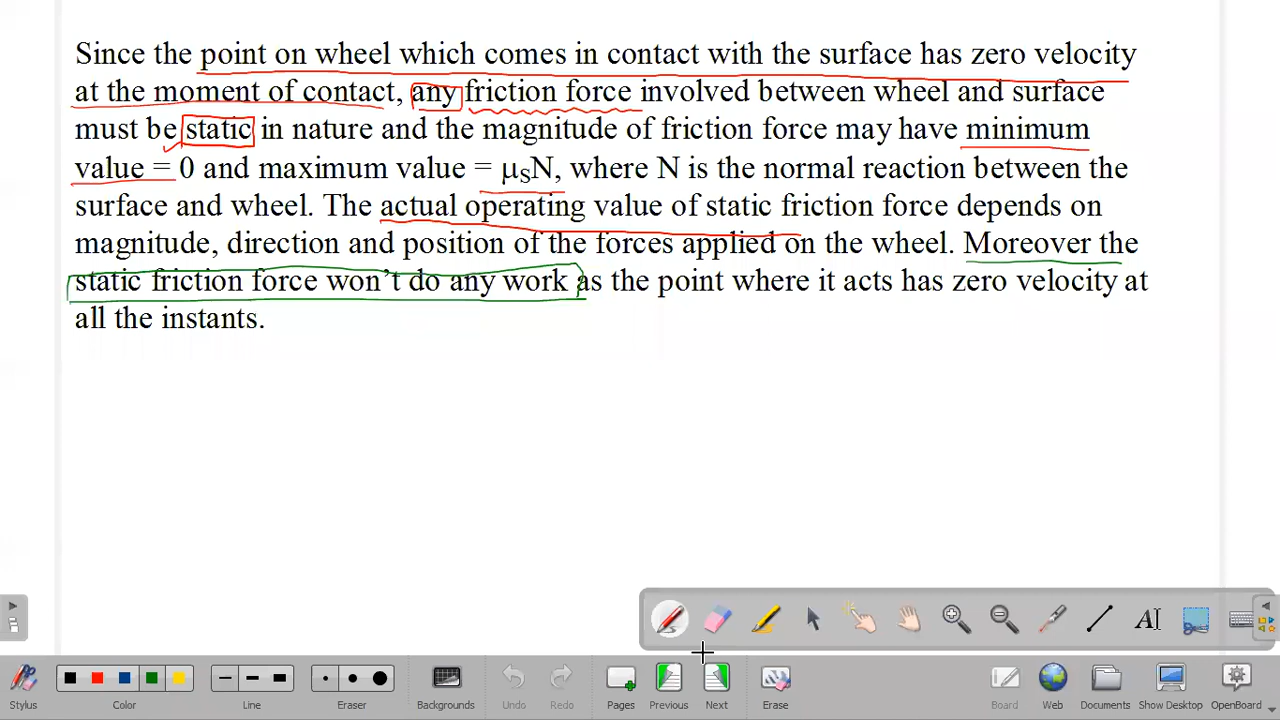 Since the point on wheel which comes in contact with the surface has zero velocity
at the moment of contact, any friction force involved between wheel and surface
must be static in nature and the magnitude of friction force may have minimum
value = 0 and maximum value = μSN, where N is the normal reaction between the
surface and wheel. The actual operating value of static friction force depends on
magnitude, direction and position of the forces applied on the wheel. Moreover the
static friction force won't do any work as the point where it acts has zero velocity at
all the instants.
AI
Stylus Color Line Eraser Backgrounds Undo Redo Pages Previous Next Erase Board Web Documents Show Desktop OpenBoard